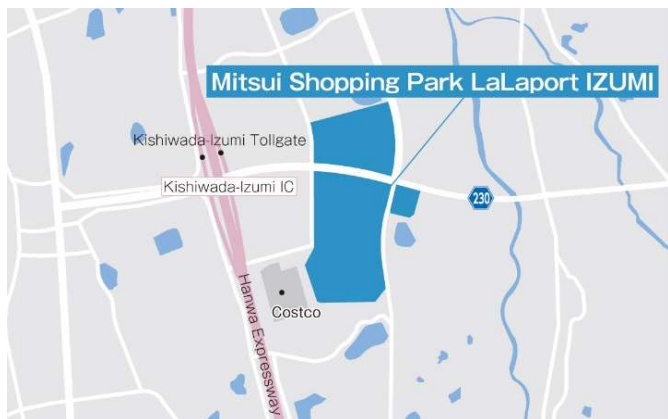 Mitsui Shopping Park LaLaport IZUMI
Kishiwada-Izumi Tollgate
Kishiwada-Izumi IC
230
Hanwa Expressway
Costco